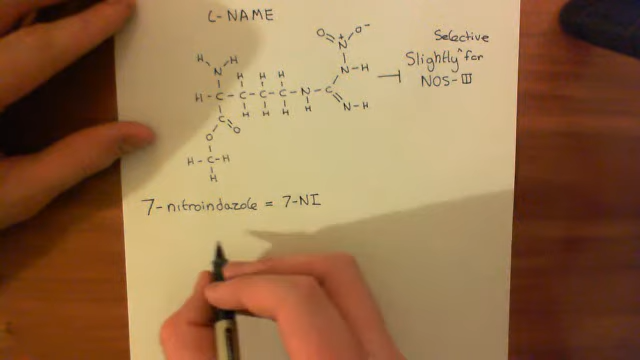 L-NAME
Selective
Slightly ^ for
NOS-III
O O⁻
N⁺
H H
N
H H H
N-H
H-C-C-C-C-N-C
H H H H
N-H
C
O
O
H-C-H
H
7-nitroindazole = 7-NI